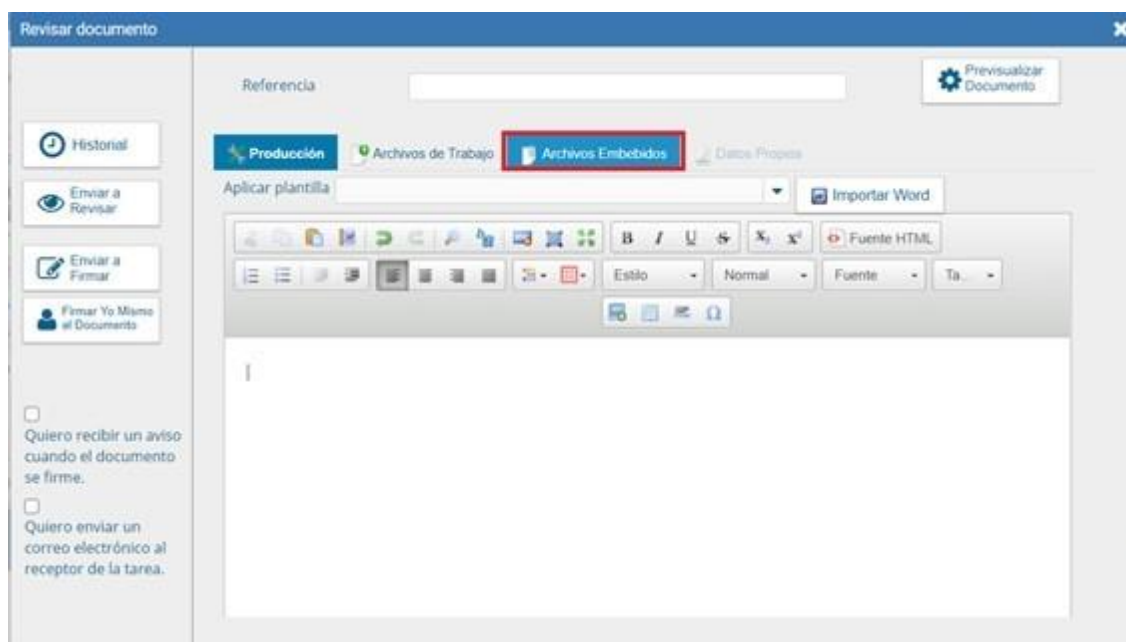 Revisar documento
Referencia
Previsualizar
Documento
Historial
Producción
Archivos de Trabajo
Archivos Embebidos
Datos Propios
Enviar a
Revisar
Aplicar plantilla
Importar Word
B I U S X₂ X² Fuente HTML
Enviar a
Firmar
Estilo
Normal
Fuente
Ta...
Firmar Yo Mismo
el Documento
Ω
Quiero recibir un aviso
cuando el documento
se firme.
Quiero enviar un
correo electrónico al
receptor de la tarea.